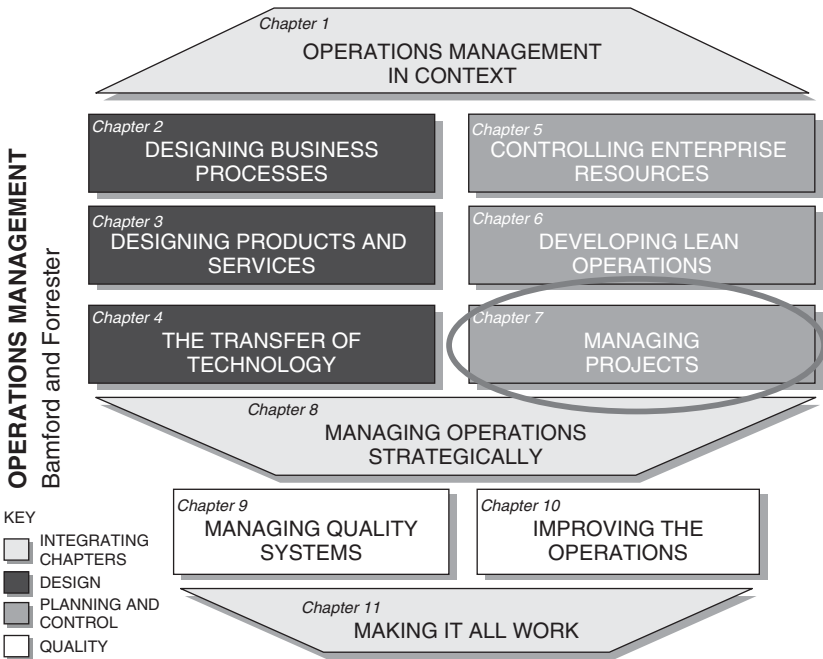 Chapter 1
OPERATIONS MANAGEMENT
IN CONTEXT
Chapter 2
DESIGNING BUSINESS
PROCESSES
Chapter 5
CONTROLLING ENTERPRISE
RESOURCES
Chapter 3
DESIGNING PRODUCTS AND
SERVICES
Chapter 6
DEVELOPING LEAN
OPERATIONS
Chapter 4
THE TRANSFER OF
TECHNOLOGY
Chapter 7
MANAGING
PROJECTS
Chapter 8
MANAGING OPERATIONS
STRATEGICALLY
Chapter 9
MANAGING QUALITY
SYSTEMS
Chapter 10
IMPROVING THE
OPERATIONS
Chapter 11
MAKING IT ALL WORK
OPERATIONS MANAGEMENT
Bamford and Forrester
KEY
INTEGRATING
CHAPTERS
DESIGN
PLANNING AND
CONTROL
QUALITY